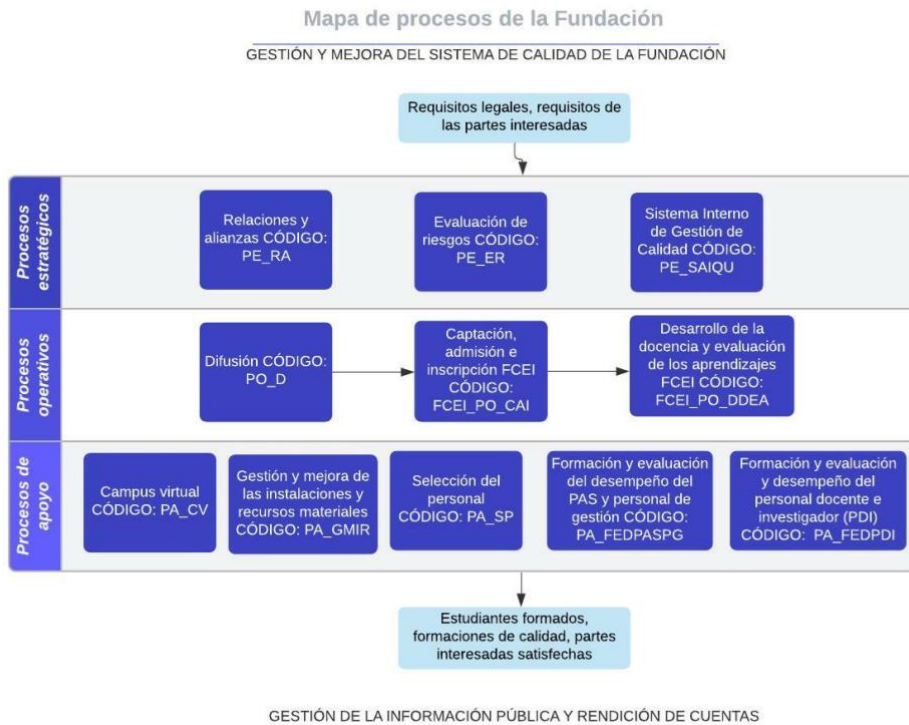 Mapa de procesos de la Fundación
GESTIÓN Y MEJORA DEL SISTEMA DE CALIDAD DE LA FUNDACIÓN
Requisitos legales, requisitos de
las partes interesadas
Procesos
estratégicos
Relaciones y
alianzas CÓDIGO:
PE_RA
Evaluación de
riesgos CÓDIGO:
PE_ER
Sistema Interno
de Gestión de
Calidad CÓDIGO:
PE_SAIQU
Procesos
operativos
Difusión CÓDIGO:
PO_D
Captación,
admisión e
inscripción FCEI
CÓDIGO:
FCEI_PO_CAI
Desarrollo de la
docencia y evaluación
de los aprendizajes
FCEI CÓDIGO:
FCEI_PO_DDEA
Procesos de
apoyo
Campus virtual
CÓDIGO: PA_CV
Gestión y mejora de
las instalaciones y
recursos materiales
CÓDIGO: PA_GMIR
Selección del
personal
CÓDIGO: PA_SP
Formación y evaluación
del desempeño del
PAS y personal de
gestión CÓDIGO:
PA_FEDPASPG
Formación y evaluación
y desempeño del
personal docente e
investigador (PDI)
CÓDIGO: PA_FEDPDI
Estudiantes formados,
formaciones de calidad, partes
interesadas satisfechas
GESTIÓN DE LA INFORMACIÓN PÚBLICA Y RENDICIÓN DE CUENTAS